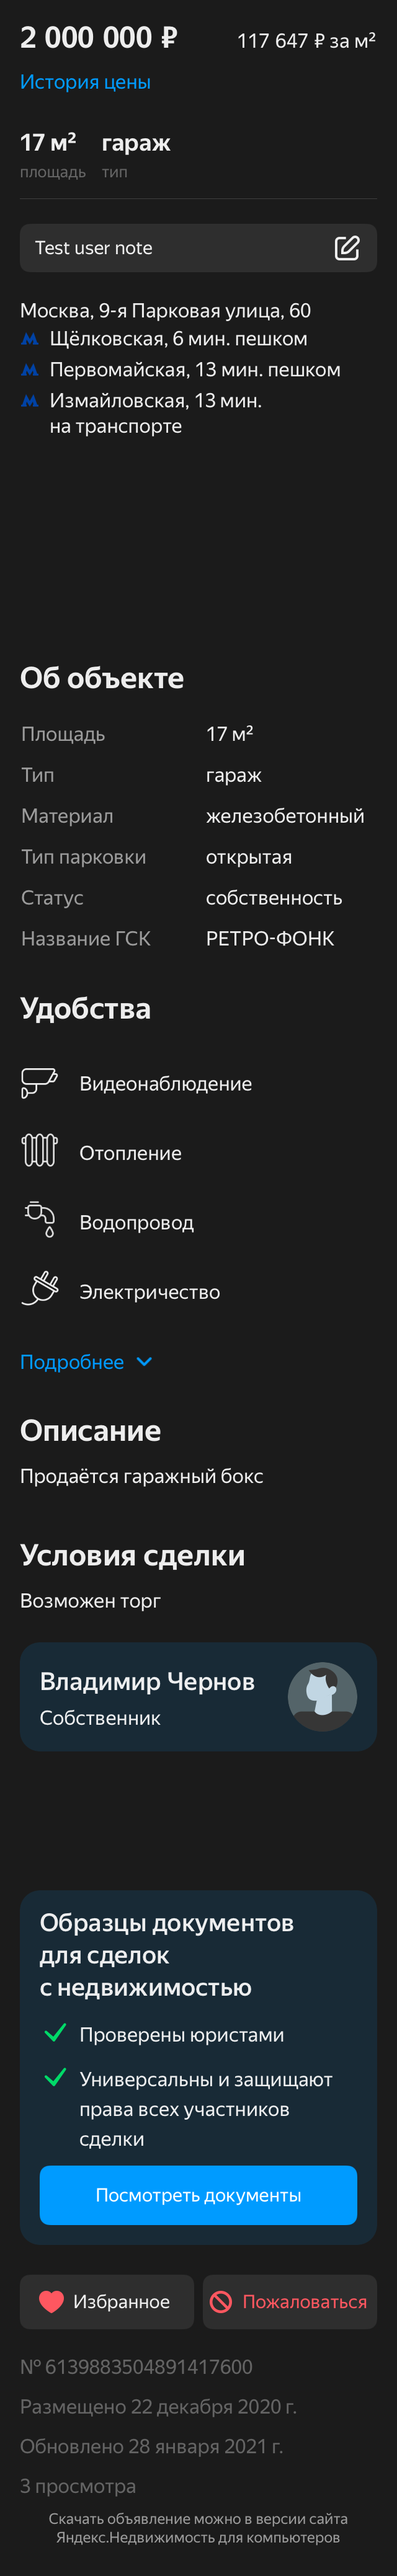 2 000 000 ₽
117 647 ₽ за м²
История цены
17 м² гараж
площадь тип
Test user note
Москва, 9-я Парковая улица, 60
Щёлковская, 6 мин. пешком
Первомайская, 13 мин. пешком
Измайловская, 13 мин.
на транспорте
Об объекте
Площадь 17 м²
Тип гараж
Материал железобетонный
Тип парковки открытая
Статус собственность
Название ГСК РЕТРО-ФОНК
Удобства
Видеонаблюдение
Отопление
Водопровод
Электричество
Подробнее
Описание
Продаётся гаражный бокс
Условия сделки
Возможен торг
Владимир Чернов
Собственник
Образцы документов
для сделок
с недвижимостью
Проверены юристами
Универсальны и защищают
права всех участников
сделки
Посмотреть документы
Избранное Пожаловаться
№ 6139883504891417600
Размещено 22 декабря 2020 г.
Обновлено 28 января 2021 г.
3 просмотра
Скачать объявление можно в версии сайта
Яндекс.Недвижимость для компьютеров